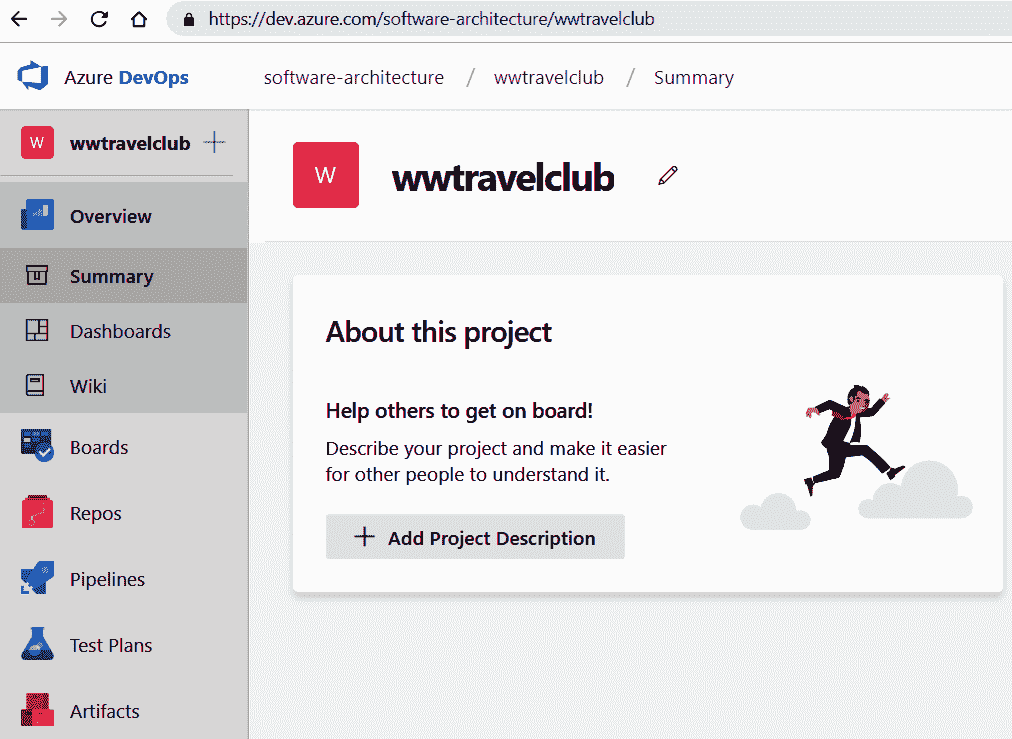 https://dev.azure.com/software-architecture/wwtravelclub
Azure DevOps
software-architecture / wwtravelclub / Summary
W wwtravelclub
W wwtravelclub
Overview
Summary
Dashboards
Wiki
Boards
Repos
Pipelines
Test Plans
Artifacts
About this project
Help others to get on board!
Describe your project and make it easier
for other people to understand it.
+ Add Project Description